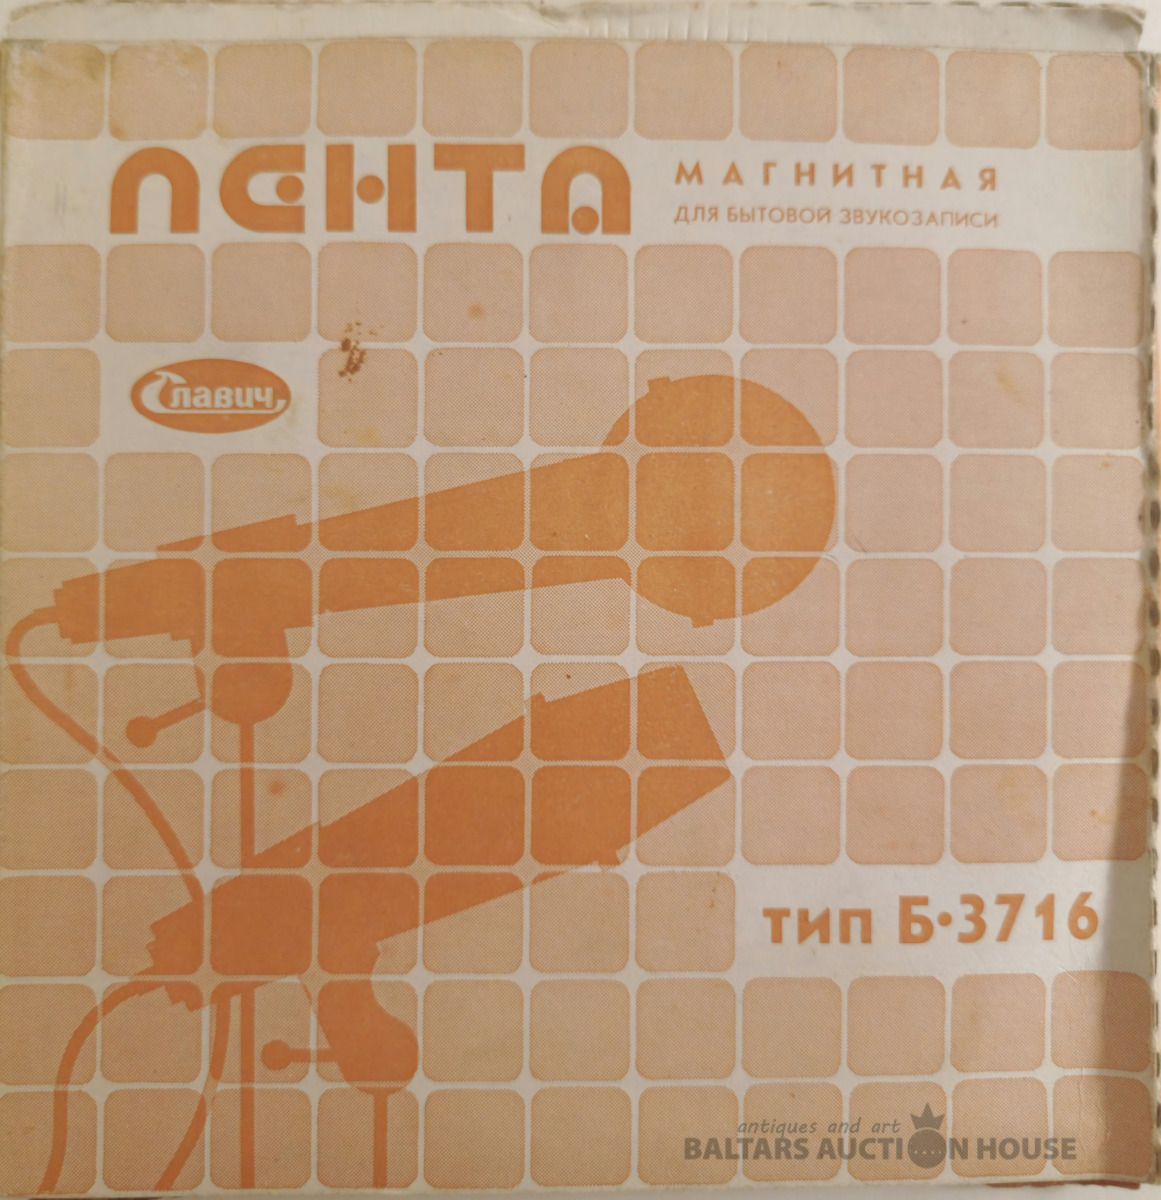 ЛЕНТА
МАГНИТНАЯ
ДЛЯ БЫТОВОЙ ЗВУКОЗАПИСИ
Славич
тип Б·3716
antiques and art
BALTARS AUCTION HOUSE